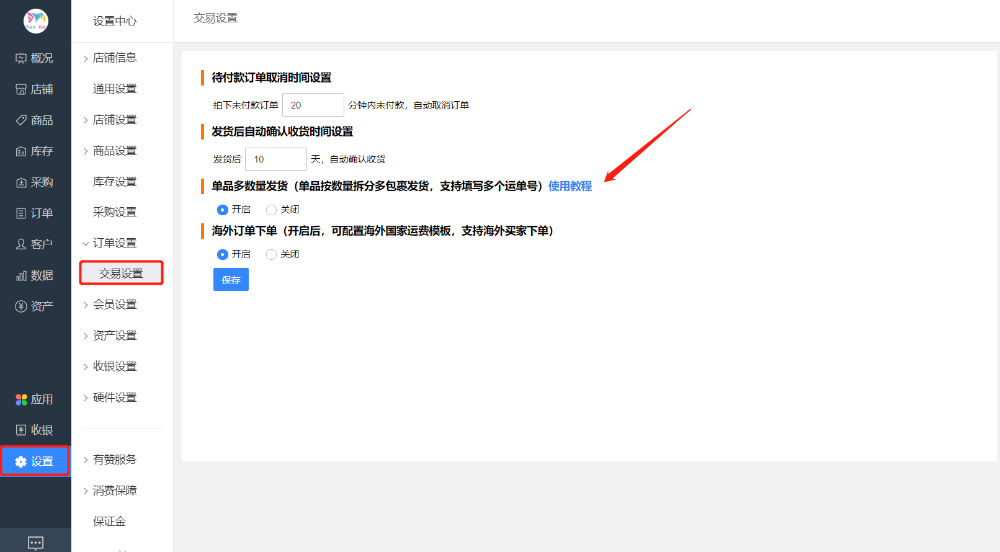 概况
店铺
商品
库存
采购
订单
客户
数据
资产
应用
收银
设置
设置中心
店铺信息
通用设置
店铺设置
商品设置
库存设置
采购设置
订单设置
交易设置
会员设置
资产设置
收银设置
硬件设置
有赞服务
消费保障
保证金
交易设置
待付款订单取消时间设置
拍下未付款订单 20 分钟内未付款，自动取消订单
发货后自动确认收货时间设置
发货后 10 天，自动确认收货
单品多数量发货（单品按数量拆分多包裹发货，支持填写多个运单号）使用教程
开启 关闭
海外订单下单（开启后，可配置海外国家运费模板，支持海外买家下单）
开启 关闭
保存